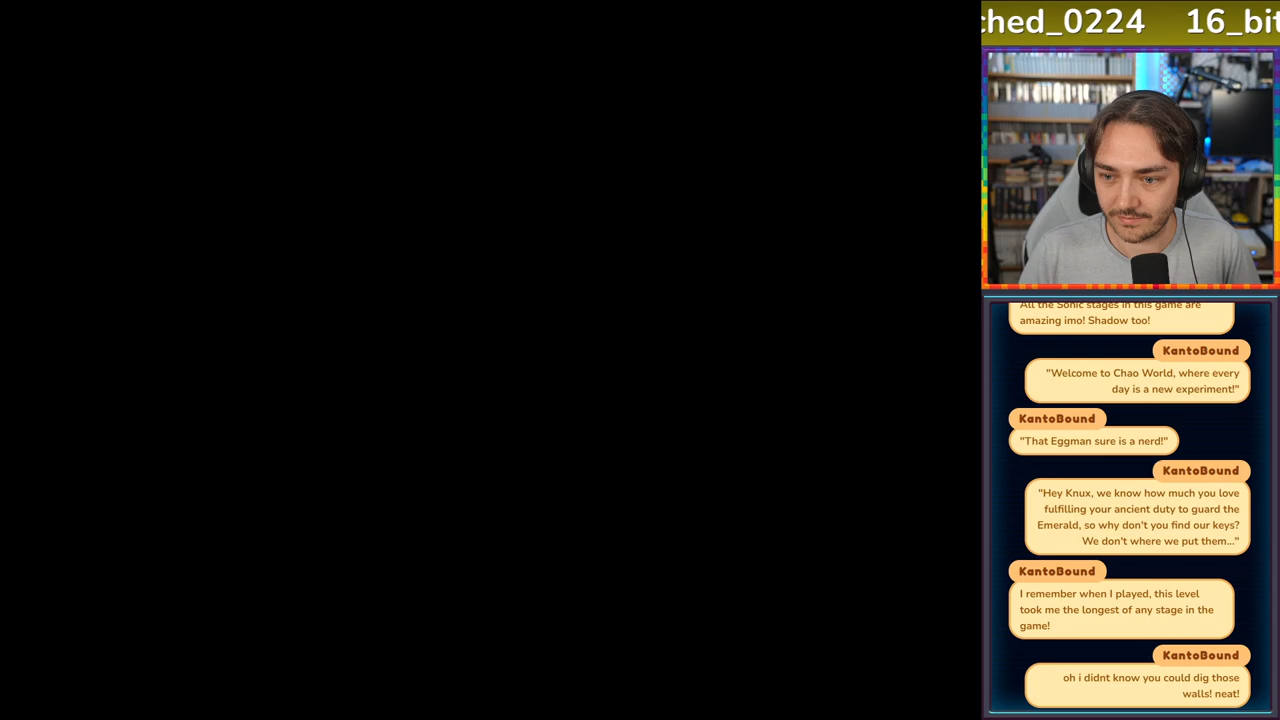 ched_0224 16_bit
All the Sonic stages in this game are
amazing imo! Shadow too!
KantoBound
"Welcome to Chao World, where every
day is a new experiment!"
KantoBound
"That Eggman sure is a nerd!"
KantoBound
"Hey Knux, we know how much you love
fulfilling your ancient duty to guard the
Emerald, so why don't you find our keys?
We don't where we put them..."
KantoBound
I remember when I played, this level
took me the longest of any stage in the
game!
KantoBound
oh i didnt know you could dig those
walls! neat!